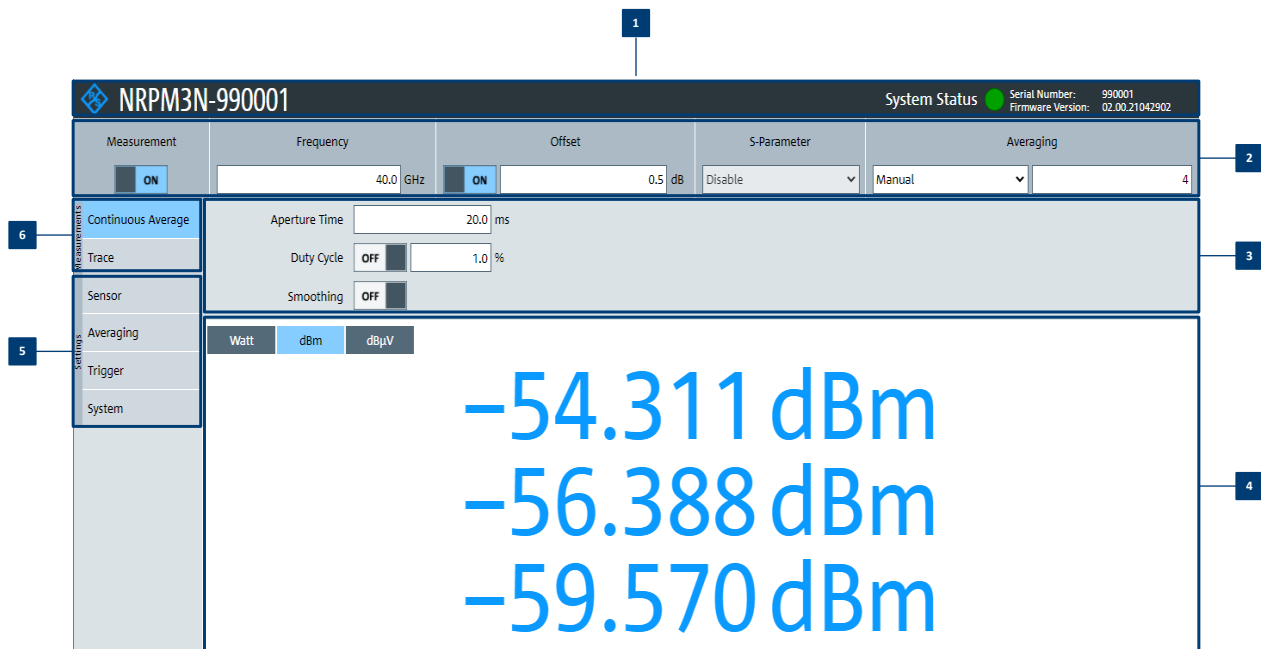 1
R&S
NRPM3N-990001
System Status
Serial Number: 990001
Firmware Version: 02.00.21042902
Measurement Frequency Offset S-Parameter Averaging
ON 40.0 GHz ON 0.5 dB Disable Manual 4
2
Measurements
Continuous Average
Trace
6
Aperture Time 20.0 ms
Duty Cycle OFF 1.0 %
Smoothing OFF
3
Settings
Sensor
Averaging
Trigger
System
5
Watt dBm dBµV
−54.311 dBm
−56.388 dBm
−59.570 dBm
4